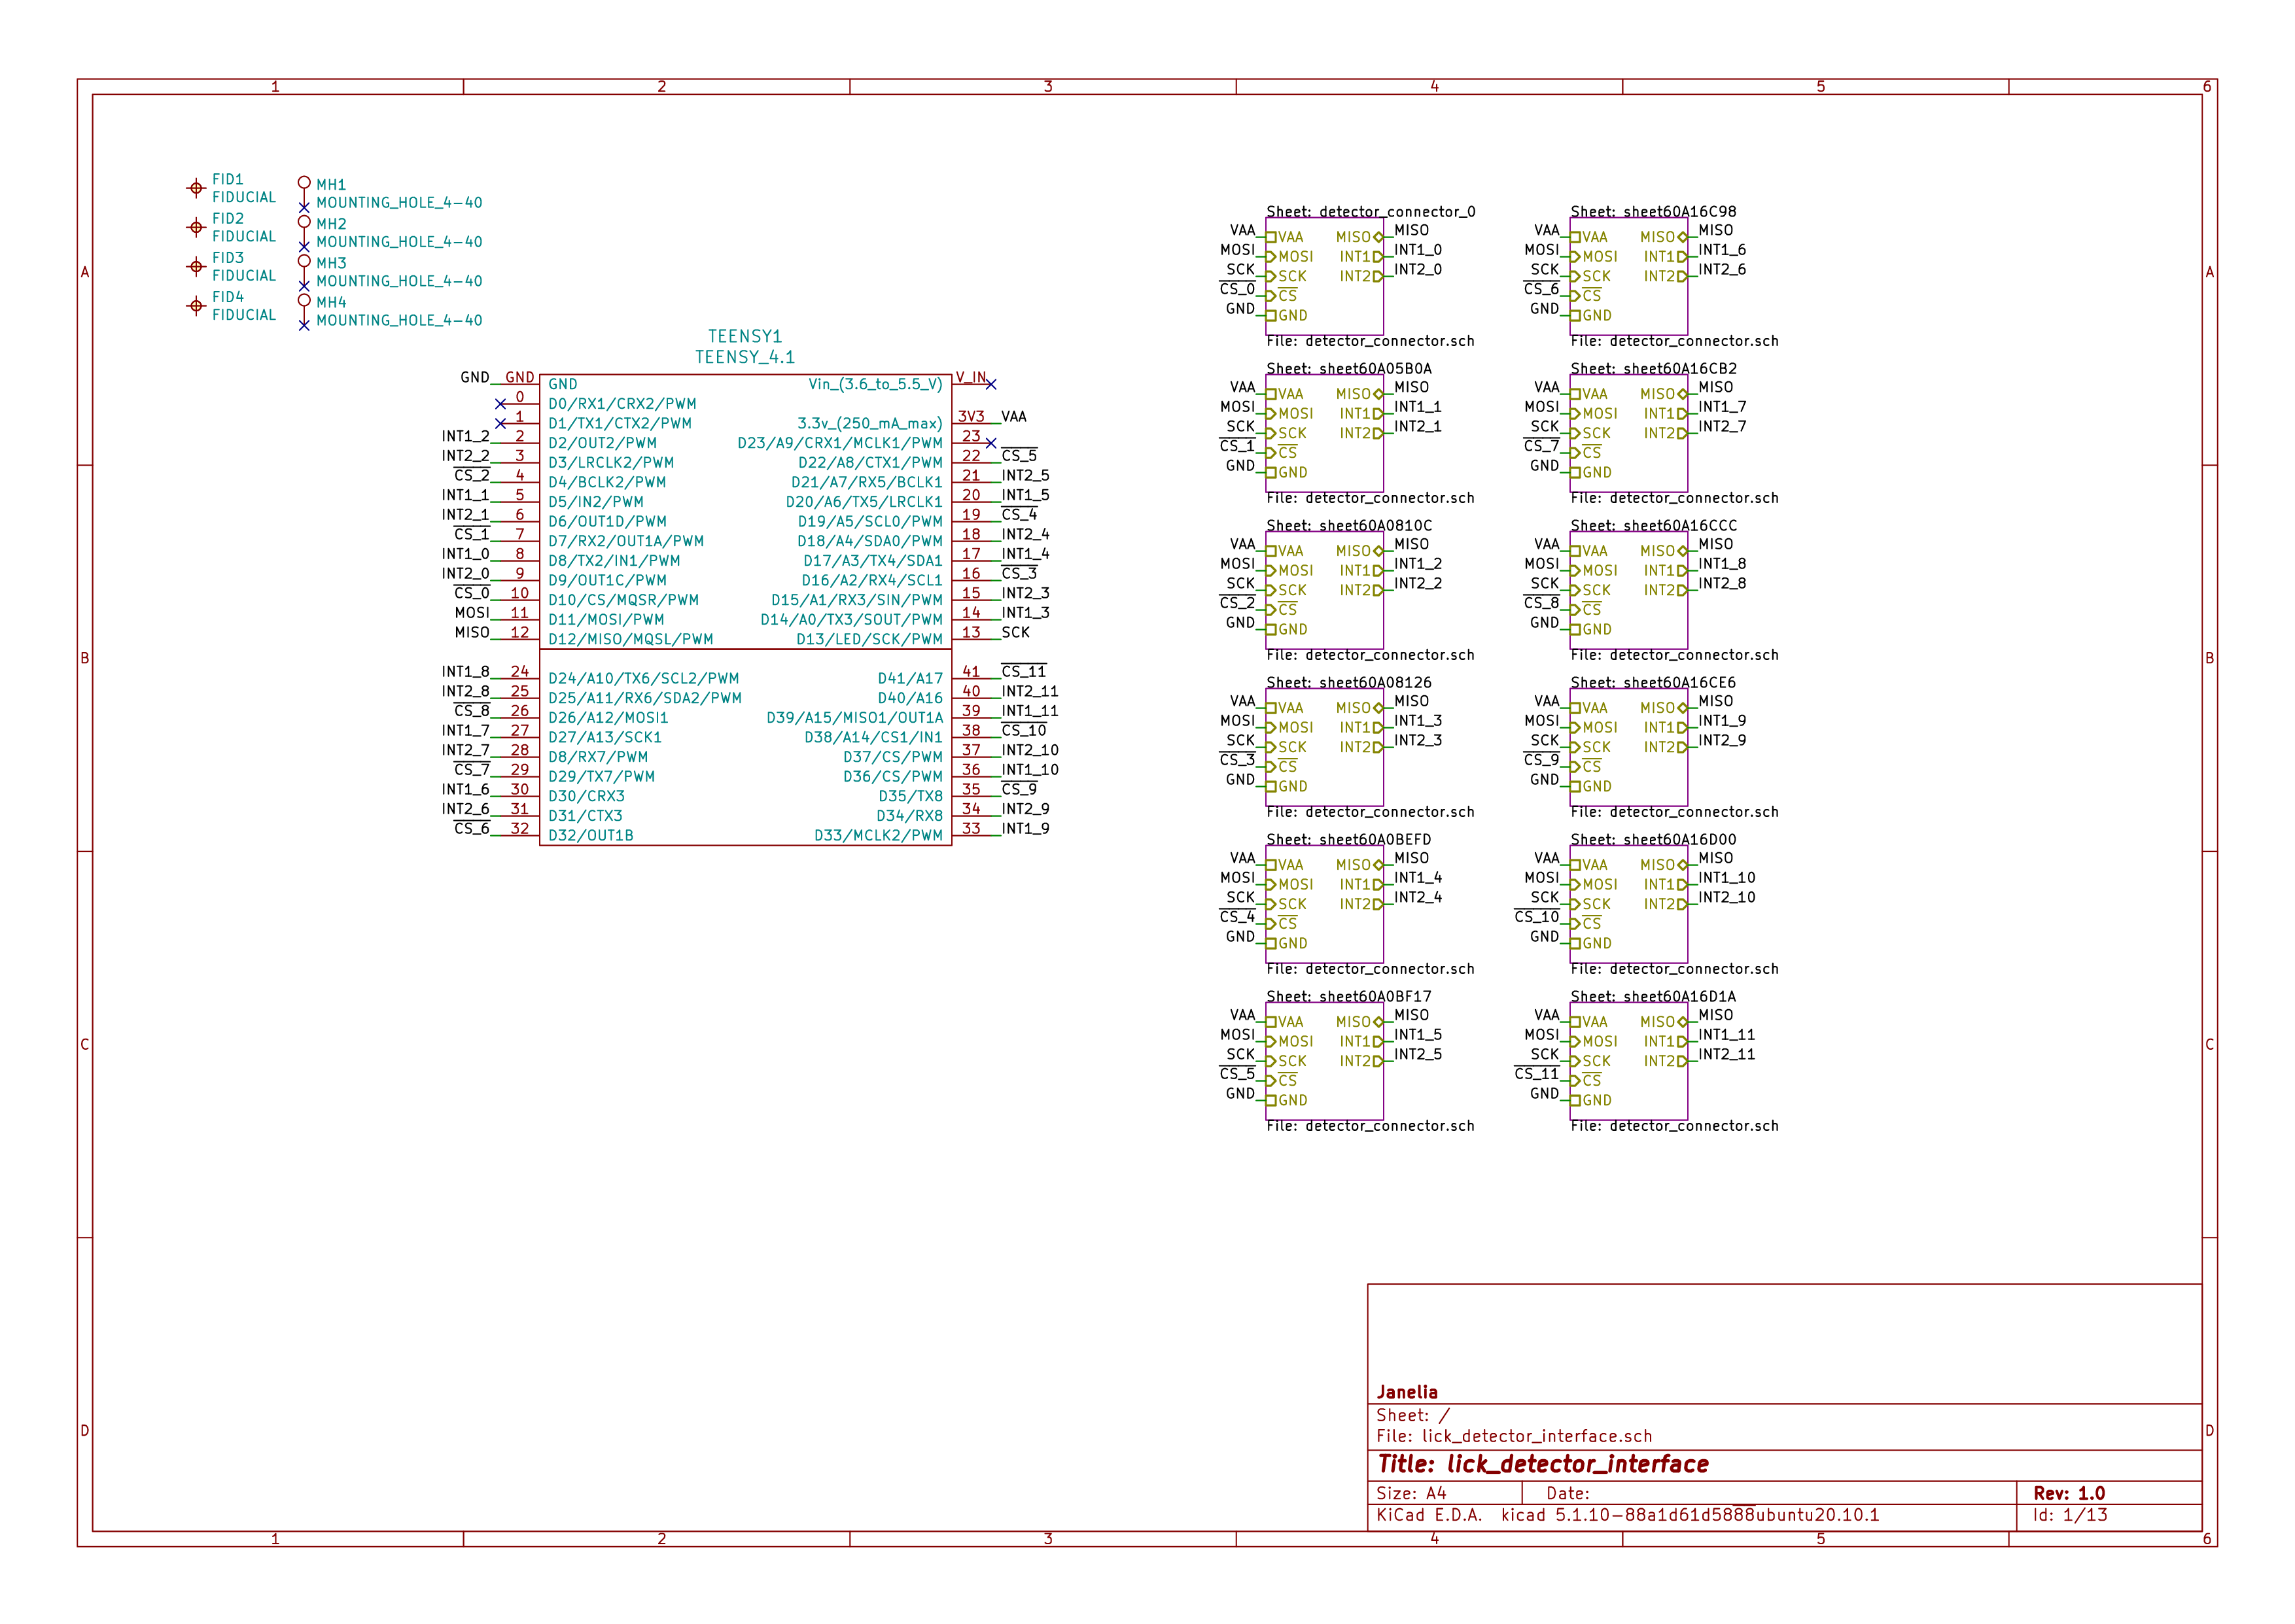 1 2 3 4 5 6
A
B
C
D
FID1
FIDUCIAL
FID2
FIDUCIAL
FID3
FIDUCIAL
FID4
FIDUCIAL
MH1
MOUNTING_HOLE_4-40
MH2
MOUNTING_HOLE_4-40
MH3
MOUNTING_HOLE_4-40
MH4
MOUNTING_HOLE_4-40
TEENSY1
TEENSY_4.1
GND GND GND Vin_(3.6_to_5.5_V) V_IN
0 D0/RX1/CRX2/PWM
1 D1/TX1/CTX2/PWM 3.3v_(250_mA_max) 3V3 VAA
INT1_2 2 D2/OUT2/PWM D23/A9/CRX1/MCLK1/PWM 23
INT2_2 3 D3/LRCLK2/PWM D22/A8/CTX1/PWM 22 CS_5
CS_2 4 D4/BCLK2/PWM D21/A7/RX5/BCLK1 21 INT2_5
INT1_1 5 D5/IN2/PWM D20/A6/TX5/LRCLK1 20 INT1_5
INT2_1 6 D6/OUT1D/PWM D19/A5/SCL0/PWM 19 CS_4
CS_1 7 D7/RX2/OUT1A/PWM D18/A4/SDA0/PWM 18 INT2_4
INT1_0 8 D8/TX2/IN1/PWM D17/A3/TX4/SDA1 17 INT1_4
INT2_0 9 D9/OUT1C/PWM D16/A2/RX4/SCL1 16 CS_3
CS_0 10 D10/CS/MQSR/PWM D15/A1/RX3/SIN/PWM 15 INT2_3
MOSI 11 D11/MOSI/PWM D14/A0/TX3/SOUT/PWM 14 INT1_3
MISO 12 D12/MISO/MQSL/PWM D13/LED/SCK/PWM 13 SCK
INT1_8 24 D24/A10/TX6/SCL2/PWM D41/A17 41 CS_11
INT2_8 25 D25/A11/RX6/SDA2/PWM D40/A16 40 INT2_11
CS_8 26 D26/A12/MOSI1 D39/A15/MISO1/OUT1A 39 INT1_11
INT1_7 27 D27/A13/SCK1 D38/A14/CS1/IN1 38 CS_10
INT2_7 28 D8/RX7/PWM D37/CS/PWM 37 INT2_10
CS_7 29 D29/TX7/PWM D36/CS/PWM 36 INT1_10
INT1_6 30 D30/CRX3 D35/TX8 35 CS_9
INT2_6 31 D31/CTX3 D34/RX8 34 INT2_9
CS_6 32 D32/OUT1B D33/MCLK2/PWM 33 INT1_9
Sheet: detector_connector_0
VAA VAA MISO MISO
MOSI MOSI INT1 INT1_0
SCK SCK INT2 INT2_0
CS_0 CS
GND GND
File: detector_connector.sch
Sheet: sheet60A05B0A
VAA VAA MISO MISO
MOSI MOSI INT1 INT1_1
SCK SCK INT2 INT2_1
CS_1 CS
GND GND
File: detector_connector.sch
Sheet: sheet60A0810C
VAA VAA MISO MISO
MOSI MOSI INT1 INT1_2
SCK SCK INT2 INT2_2
CS_2 CS
GND GND
File: detector_connector.sch
Sheet: sheet60A08126
VAA VAA MISO MISO
MOSI MOSI INT1 INT1_3
SCK SCK INT2 INT2_3
CS_3 CS
GND GND
File: detector_connector.sch
Sheet: sheet60A0BEFD
VAA VAA MISO MISO
MOSI MOSI INT1 INT1_4
SCK SCK INT2 INT2_4
CS_4 CS
GND GND
File: detector_connector.sch
Sheet: sheet60A0BF17
VAA VAA MISO MISO
MOSI MOSI INT1 INT1_5
SCK SCK INT2 INT2_5
CS_5 CS
GND GND
File: detector_connector.sch
Sheet: sheet60A16C98
VAA VAA MISO MISO
MOSI MOSI INT1 INT1_6
SCK SCK INT2 INT2_6
CS_6 CS
GND GND
File: detector_connector.sch
Sheet: sheet60A16CB2
VAA VAA MISO MISO
MOSI MOSI INT1 INT1_7
SCK SCK INT2 INT2_7
CS_7 CS
GND GND
File: detector_connector.sch
Sheet: sheet60A16CCC
VAA VAA MISO MISO
MOSI MOSI INT1 INT1_8
SCK SCK INT2 INT2_8
CS_8 CS
GND GND
File: detector_connector.sch
Sheet: sheet60A16CE6
VAA VAA MISO MISO
MOSI MOSI INT1 INT1_9
SCK SCK INT2 INT2_9
CS_9 CS
GND GND
File: detector_connector.sch
Sheet: sheet60A16D00
VAA VAA MISO MISO
MOSI MOSI INT1 INT1_10
SCK SCK INT2 INT2_10
CS_10 CS
GND GND
File: detector_connector.sch
Sheet: sheet60A16D1A
VAA VAA MISO MISO
MOSI MOSI INT1 INT1_11
SCK SCK INT2 INT2_11
CS_11 CS
GND GND
File: detector_connector.sch
A
B
C
D
Janelia
Sheet: /
File: lick_detector_interface.sch
Title: lick_detector_interface
Size: A4 Date: Rev: 1.0
KiCad E.D.A. kicad 5.1.10-88a1d61d5888ubuntu20.10.1 Id: 1/13
1 2 3 4 5 6